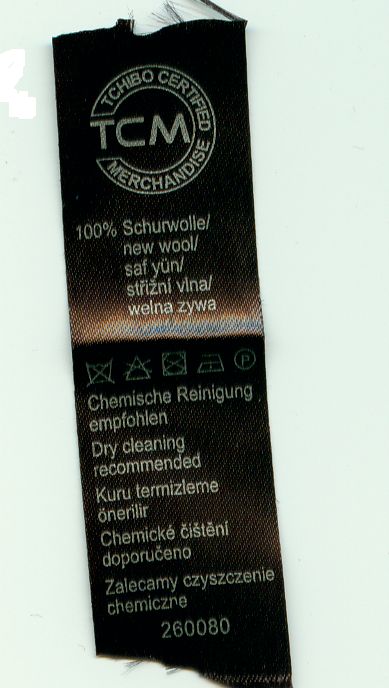 TCHIBO CERTIFIED
TCM
MERCHANDISE
100% Schurwolle/
new wool/
saf yün/
střižní vlna/
wełna żywa
P
Chemische Reinigung
empfohlen
Dry cleaning
recommended
Kuru termizleme
önerilir
Chemické čištění
doporučeno
Zalecamy czyszczenie
chemiczne
260080